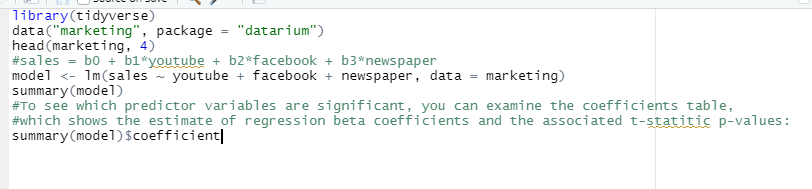 library(tidyverse)
data("marketing", package = "datarium")
head(marketing, 4)
#sales = b0 + b1*youtube + b2*facebook + b3*newspaper
model <- lm(sales ~ youtube + facebook + newspaper, data = marketing)
summary(model)
#To see which predictor variables are significant, you can examine the coefficients table,
#which shows the estimate of regression beta coefficients and the associated t-statitic p-values:
summary(model)$coefficient